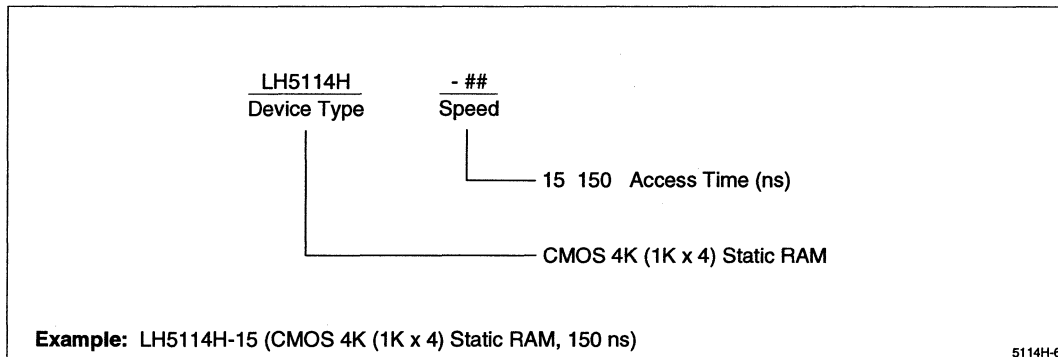 LH5114H - ##
Device Type Speed
15 150 Access Time (ns)
CMOS 4K (1K x 4) Static RAM
Example: LH5114H-15 (CMOS 4K (1K x 4) Static RAM, 150 ns)
5114H-6